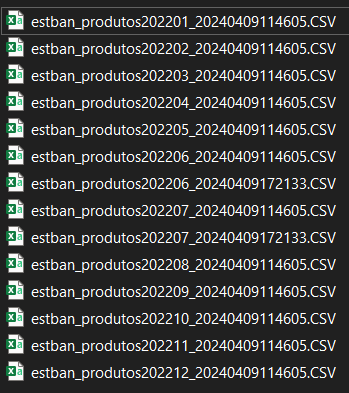 estban_produtos202201_20240409114605.CSV
estban_produtos202202_20240409114605.CSV
estban_produtos202203_20240409114605.CSV
estban_produtos202204_20240409114605.CSV
estban_produtos202205_20240409114605.CSV
estban_produtos202206_20240409114605.CSV
estban_produtos202206_20240409172133.CSV
estban_produtos202207_20240409114605.CSV
estban_produtos202207_20240409172133.CSV
estban_produtos202208_20240409114605.CSV
estban_produtos202209_20240409114605.CSV
estban_produtos202210_20240409114605.CSV
estban_produtos202211_20240409114605.CSV
estban_produtos202212_20240409114605.CSV